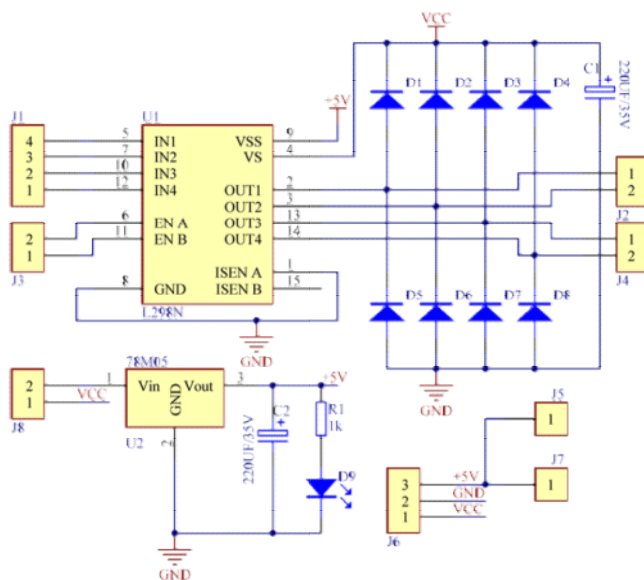 VCC
C1
220UF/35V
D1 D2 D3 D4
+5V
J1
4
3
2
1
U1
5 IN1 VSS 9
7 IN2 VS 4
10 IN3
12 IN4
OUT1 2
OUT2 3
6 EN A OUT3 13
11 EN B OUT4 14
ISEN A 1
8 GND ISEN B 15
L298N
GND
2
1
J3
1
2
J2
1
2
J4
D5 D6 D7 D8
GND
78M05
2
1
J8
VCC
1 Vin GND Vout 3
U2
2
+5V
C2
220UF/35V
R1
1k
D9
GND
J5
1
J7
1
3 +5V
2 GND
1 VCC
J6